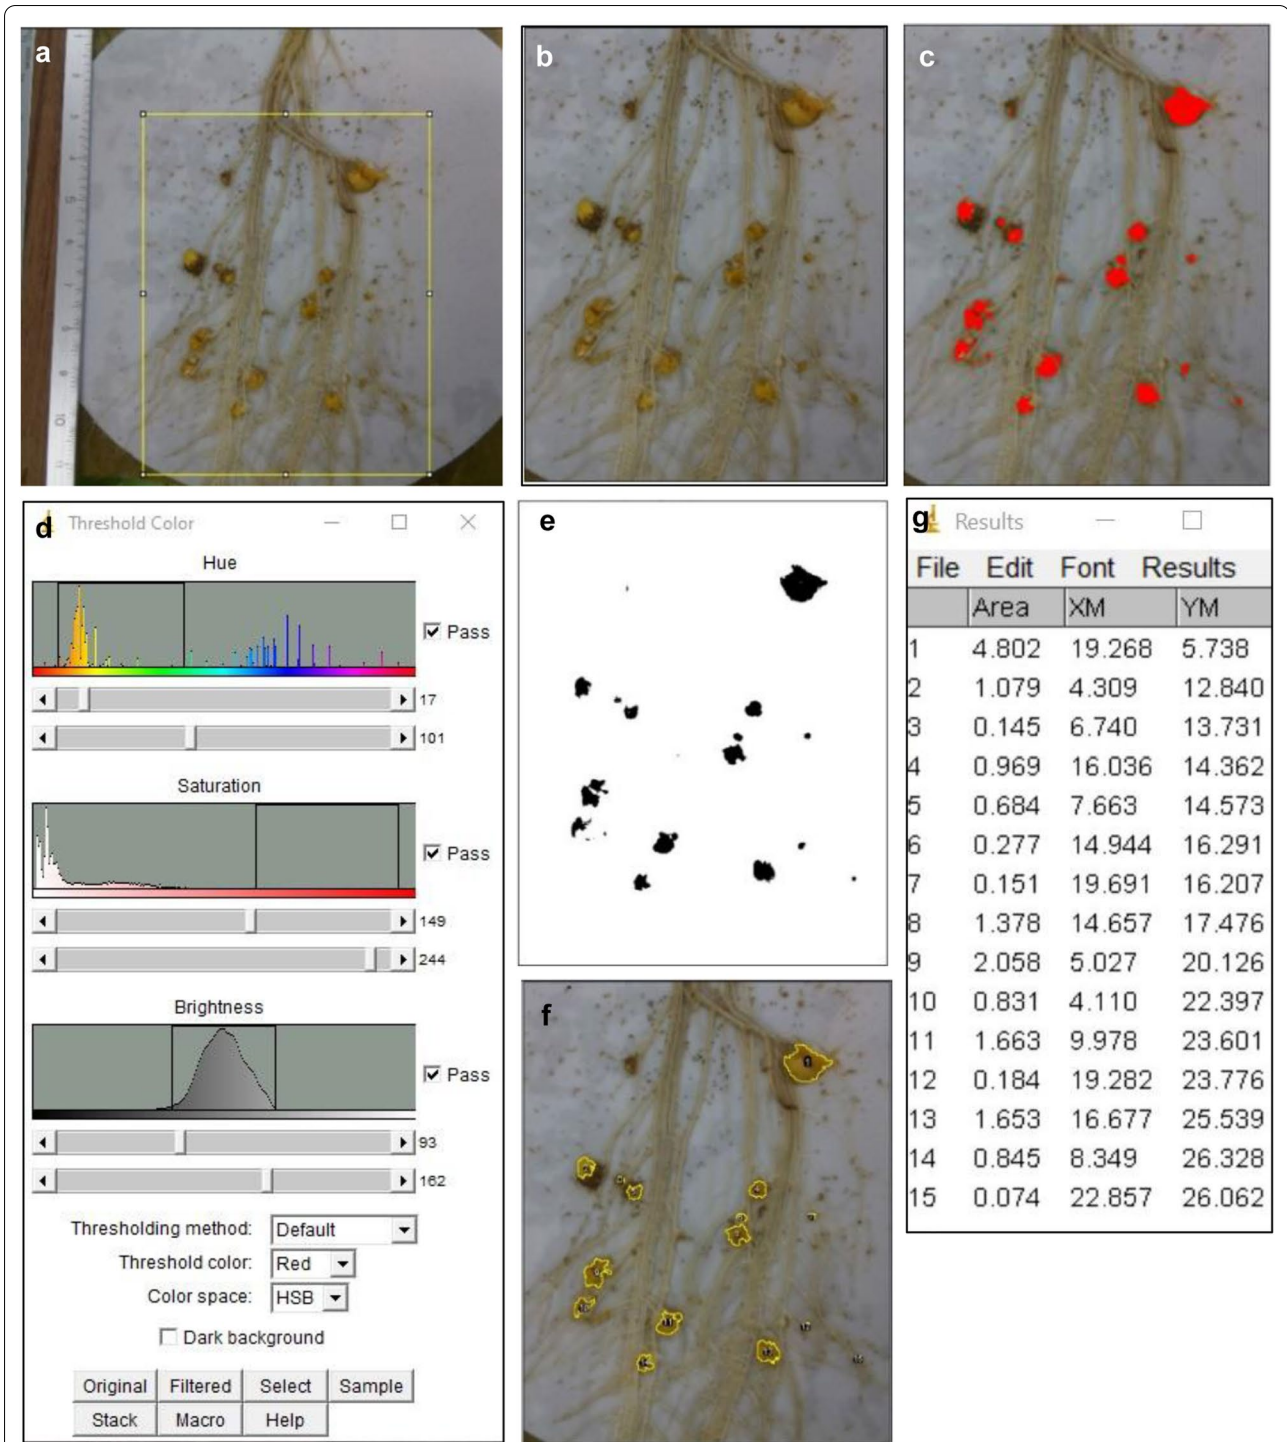 a
b
c
d Threshold Color
Hue
Pass
17
101
Saturation
Pass
149
244
Brightness
Pass
93
162
Thresholding method: Default
Threshold color: Red
Color space: HSB
Dark background
Original Filtered Select Sample
Stack Macro Help
e
f
g Results
File Edit Font Results
Area XM YM
1 4.802 19.268 5.738
2 1.079 4.309 12.840
3 0.145 6.740 13.731
4 0.969 16.036 14.362
5 0.684 7.663 14.573
6 0.277 14.944 16.291
7 0.151 19.691 16.207
8 1.378 14.657 17.476
9 2.058 5.027 20.126
10 0.831 4.110 22.397
11 1.663 9.978 23.601
12 0.184 19.282 23.776
13 1.653 16.677 25.539
14 0.845 8.349 26.328
15 0.074 22.857 26.062